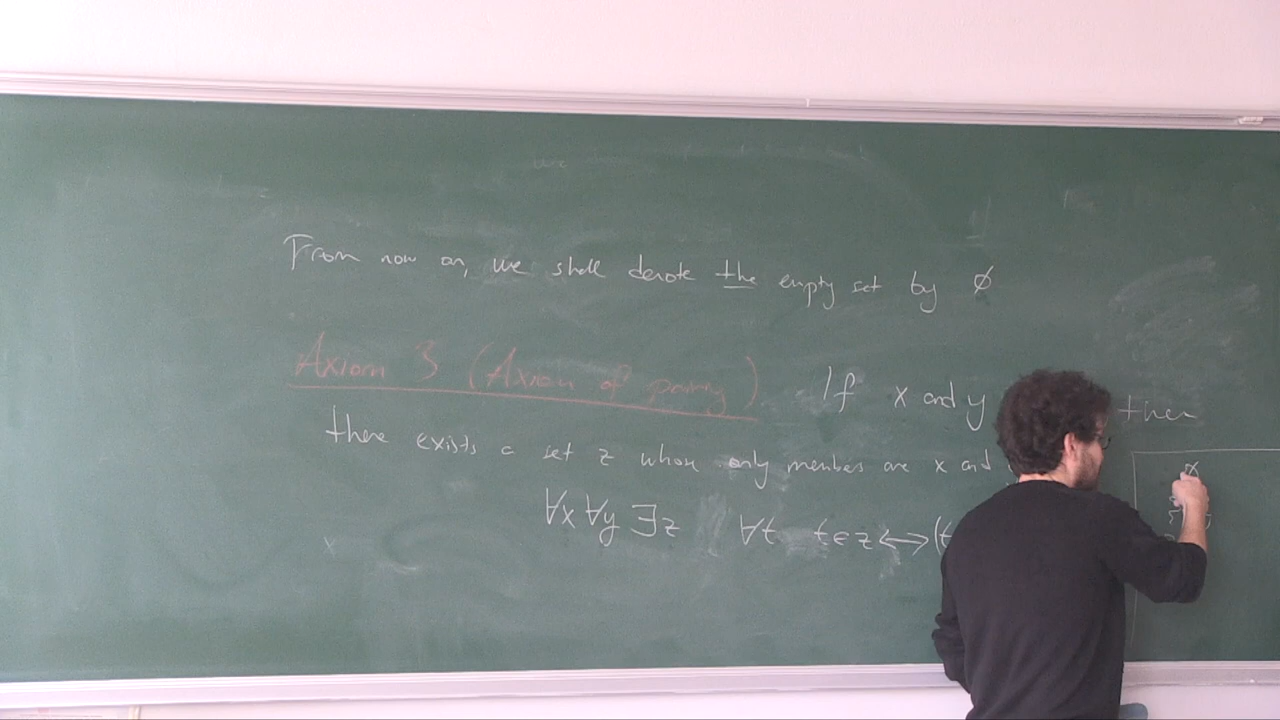 From now on, we shall denote the empty set by ∅
Axiom 3 (Axiom of pairing) If x and y then
there exists a set z whose only members are x and
∀x ∀y ∃z ∀t t∈z ⟷ (t
∅